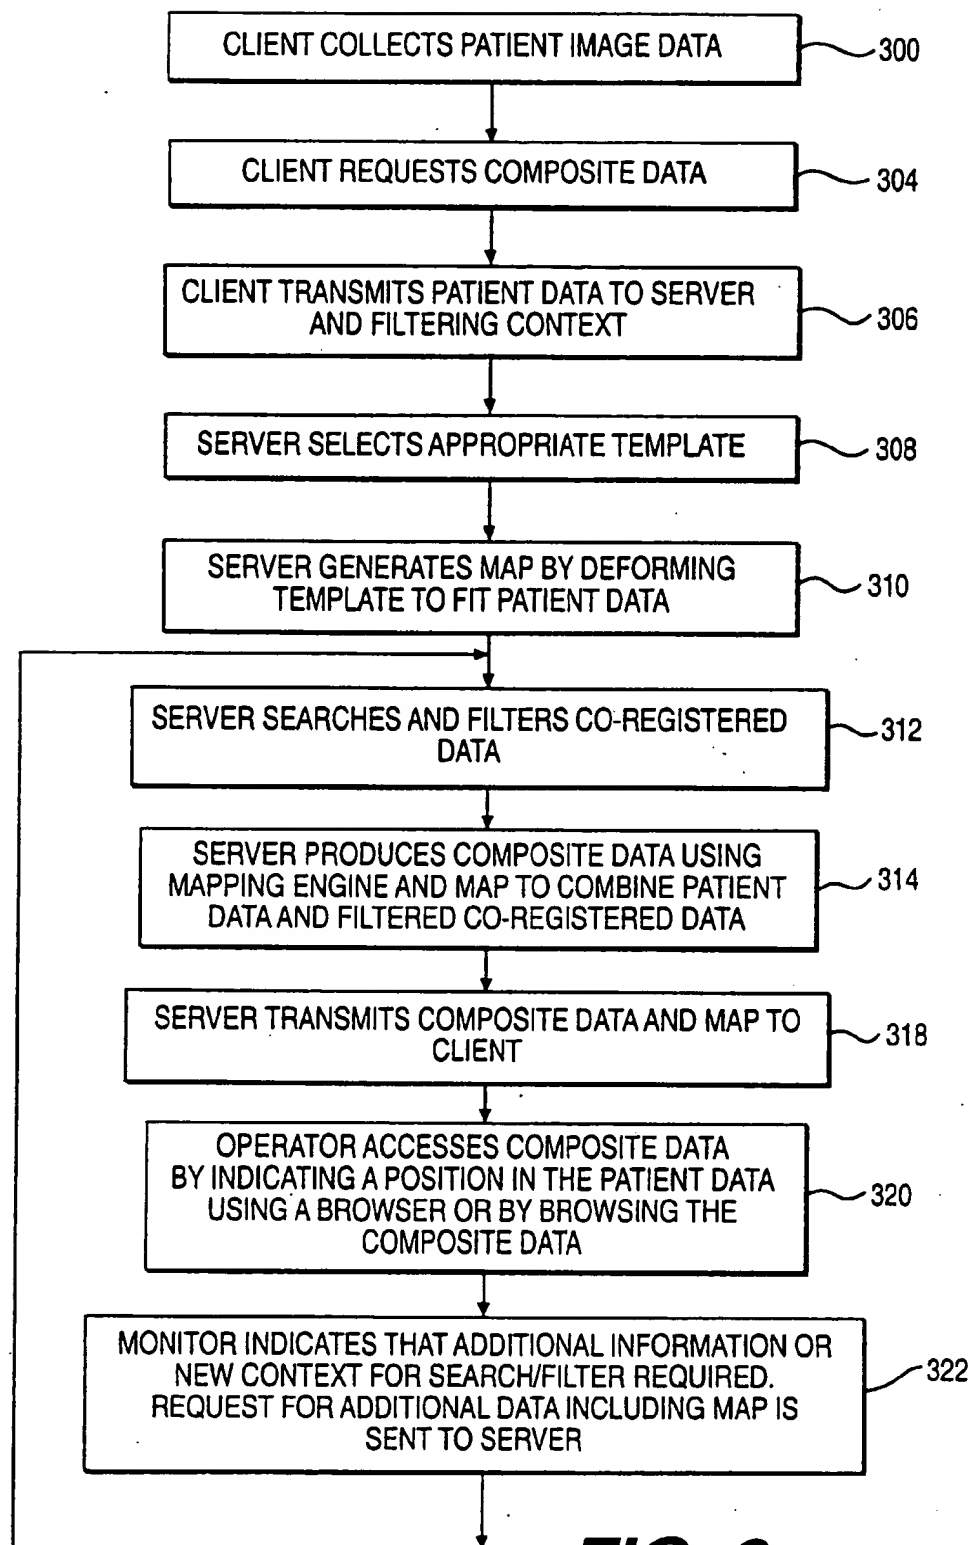 CLIENT COLLECTS PATIENT IMAGE DATA
300
CLIENT REQUESTS COMPOSITE DATA
304
CLIENT TRANSMITS PATIENT DATA TO SERVER
AND FILTERING CONTEXT
306
SERVER SELECTS APPROPRIATE TEMPLATE
308
SERVER GENERATES MAP BY DEFORMING
TEMPLATE TO FIT PATIENT DATA
310
SERVER SEARCHES AND FILTERS CO-REGISTERED
DATA
312
SERVER PRODUCES COMPOSITE DATA USING
MAPPING ENGINE AND MAP TO COMBINE PATIENT
DATA AND FILTERED CO-REGISTERED DATA
314
SERVER TRANSMITS COMPOSITE DATA AND MAP TO
CLIENT
318
OPERATOR ACCESSES COMPOSITE DATA
BY INDICATING A POSITION IN THE PATIENT DATA
USING A BROWSER OR BY BROWSING THE
COMPOSITE DATA
320
MONITOR INDICATES THAT ADDITIONAL INFORMATION OR
NEW CONTEXT FOR SEARCH/FILTER REQUIRED.
REQUEST FOR ADDITIONAL DATA INCLUDING MAP IS
SENT TO SERVER
322
FIG.